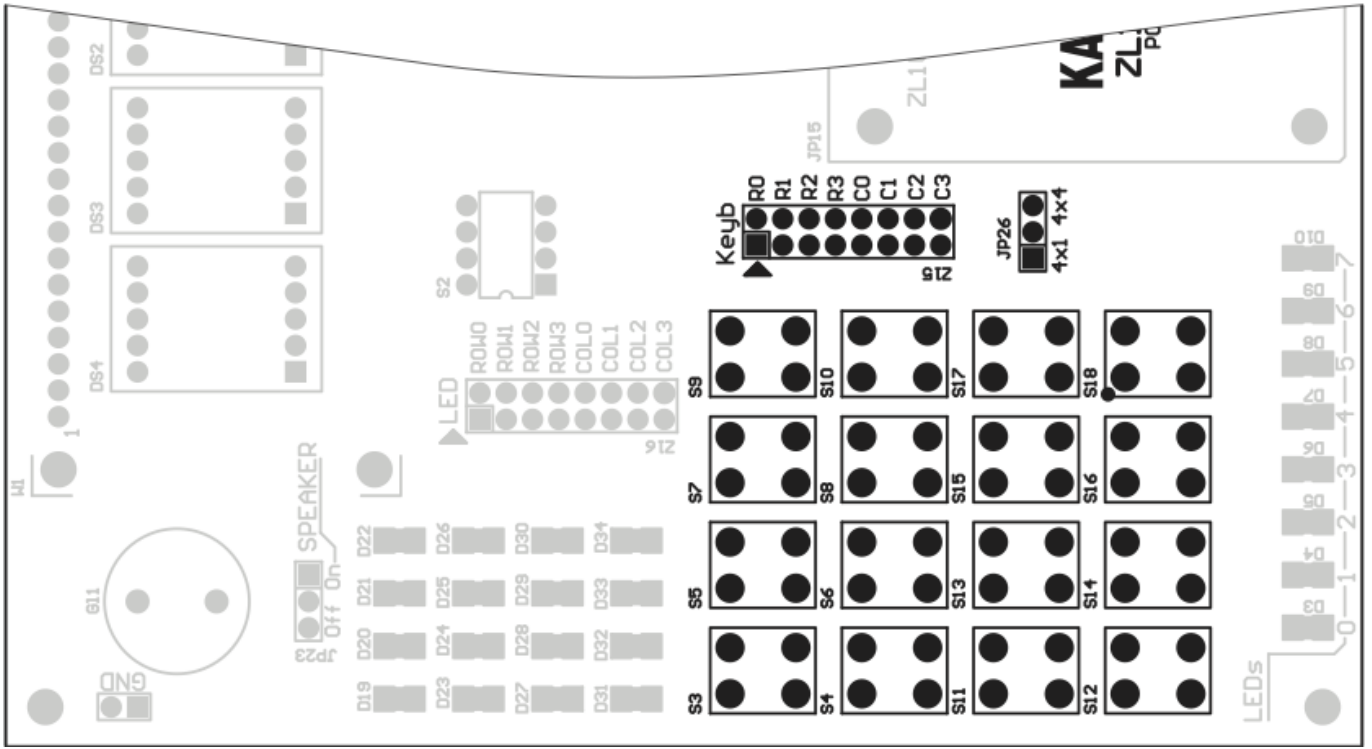 DS2
DS3
DS4
1
W1
KA
ZL1
PO
ZL1
JP15
Keyb
R0
R1
R2
R3
C0
C1
C2
C3
Z15
JP26
4x4
4x1
S2
LED
ROW0
ROW1
ROW2
ROW3
COL0
COL1
COL2
COL3
Z16
SPEAKER
On
Off
JP23
G11
GND
D22
D26
D30
D34
D21
D25
D29
D33
D20
D24
D28
D32
D19
D23
D27
D31
S9
S10
S17
S18
S7
S8
S15
S16
S5
S6
S13
S14
S3
S4
S11
S12
D10
7
D9
6
D8
5
D7
4
D6
3
D5
2
D4
1
D3
0
LEDs